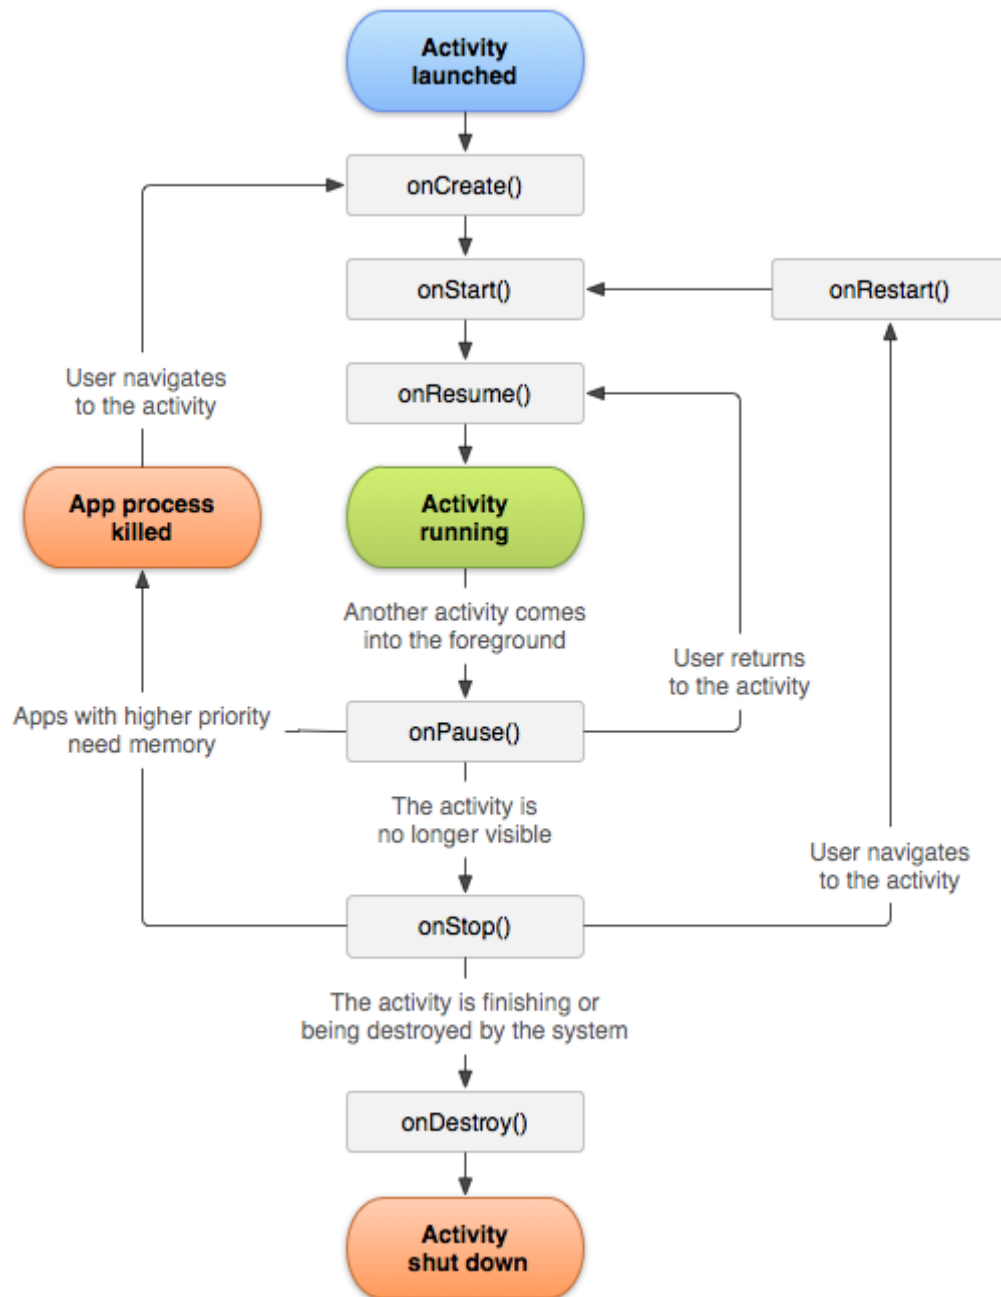 Activity
launched
onCreate()
onStart()
onRestart()
User navigates
to the activity
onResume()
App process
killed
Activity
running
Another activity comes
into the foreground
User returns
to the activity
Apps with higher priority
need memory
onPause()
The activity is
no longer visible
User navigates
to the activity
onStop()
The activity is finishing or
being destroyed by the system
onDestroy()
Activity
shut down